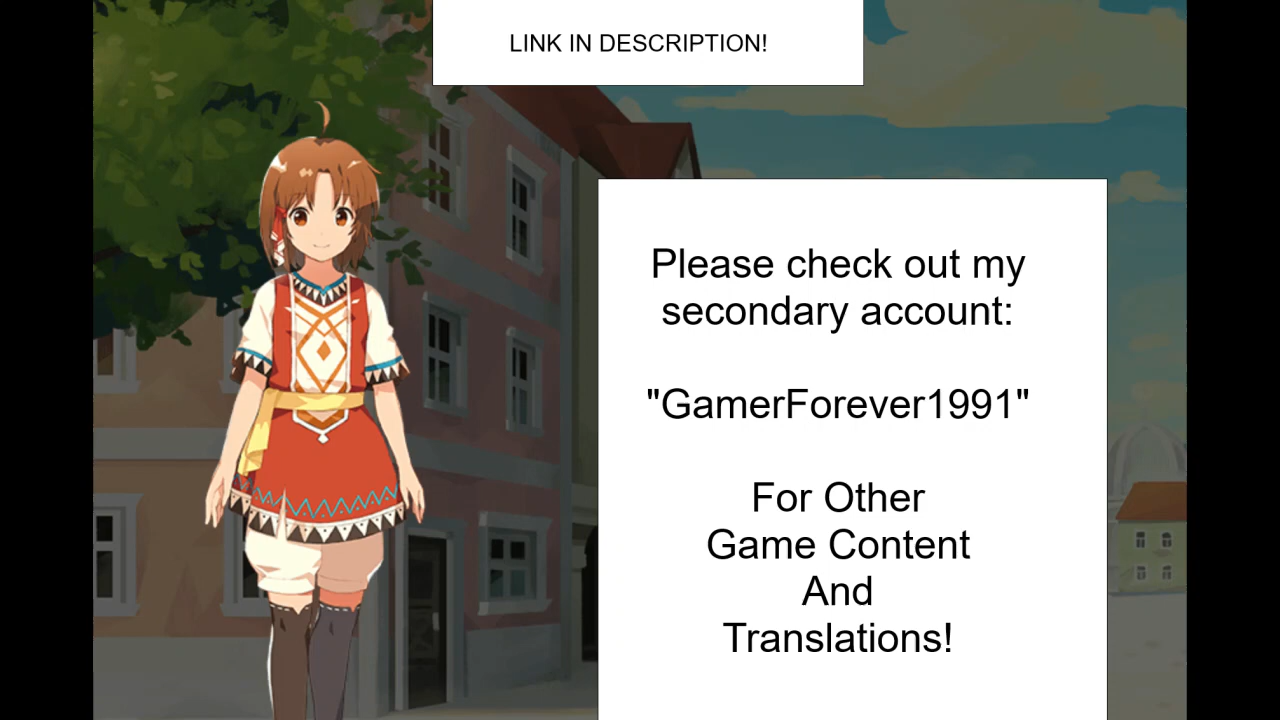 LINK IN DESCRIPTION!
Please check out my
secondary account:
"GamerForever1991"
For Other
Game Content
And
Translations!